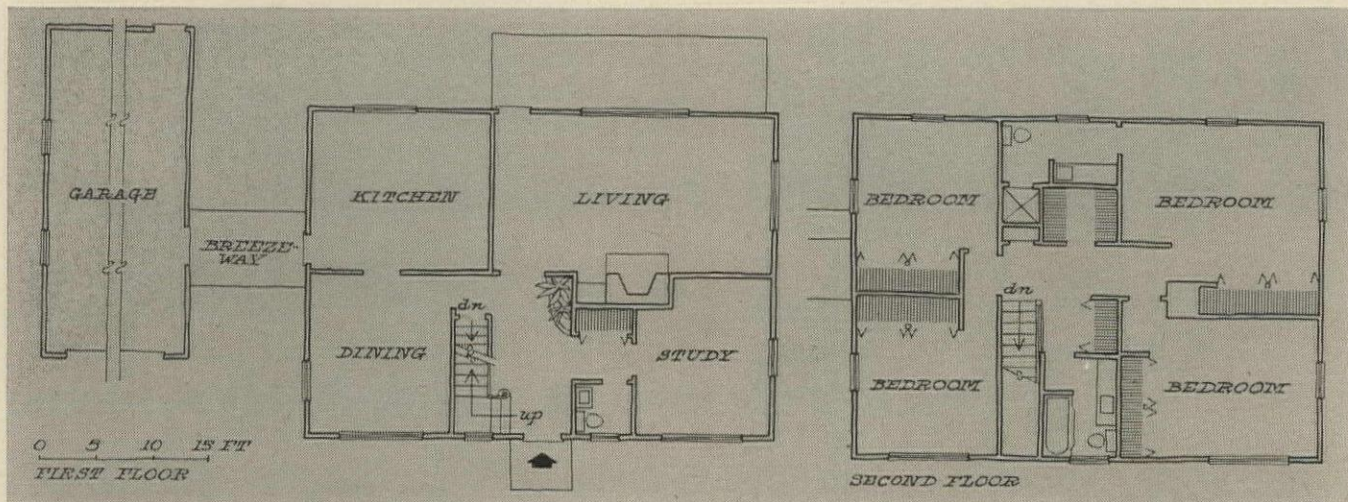 GARAGE
BREEZE-
WAY
KITCHEN
LIVING
DINING
dn
up
STUDY
0 5 10 15 FT
FIRST FLOOR
BEDROOM
BEDROOM
dn
BEDROOM
BEDROOM
SECOND FLOOR